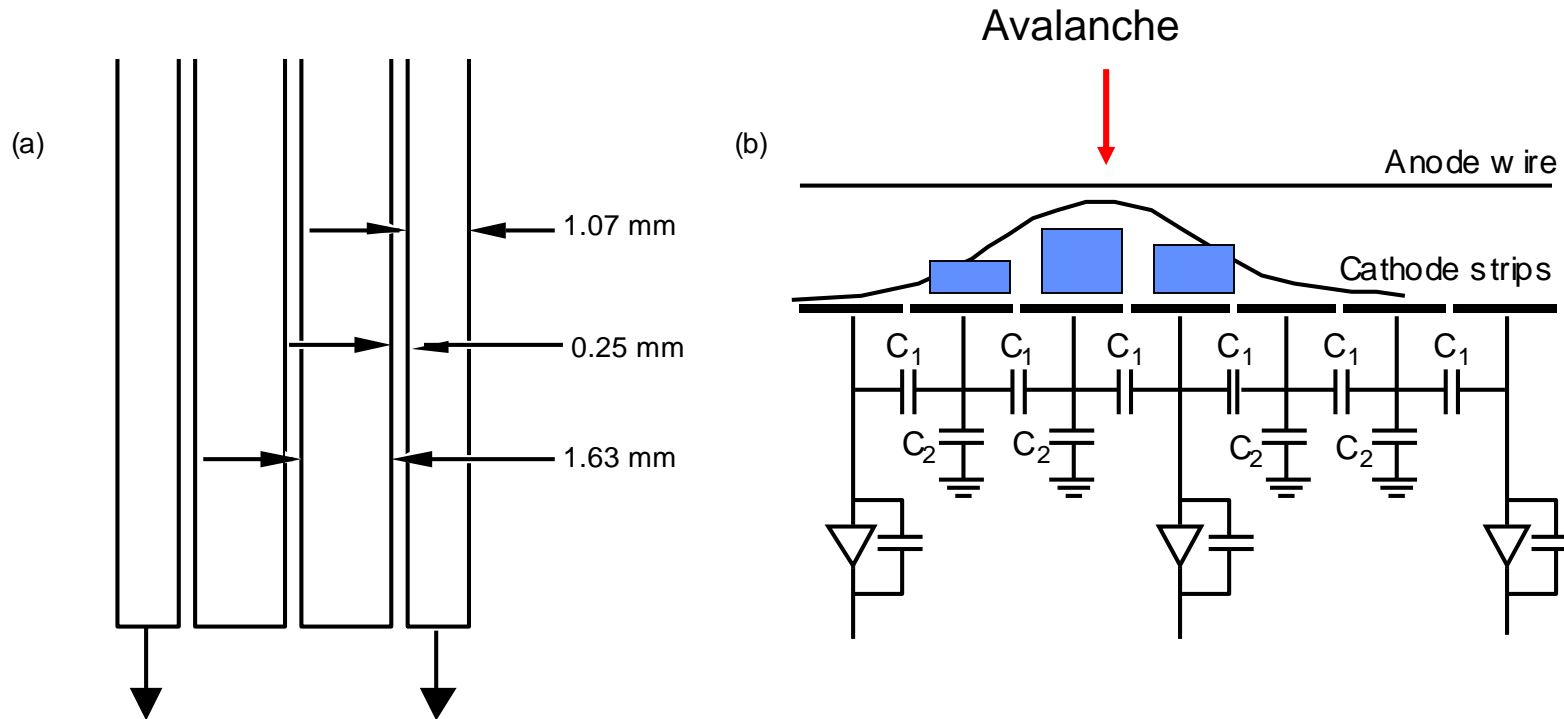 (a)
1.07 mm
0.25 mm
1.63 mm
Avalanche
(b)
Anode wire
Cathode strips
C1 C1 C1 C1 C1 C1
C2 C2 C2 C2